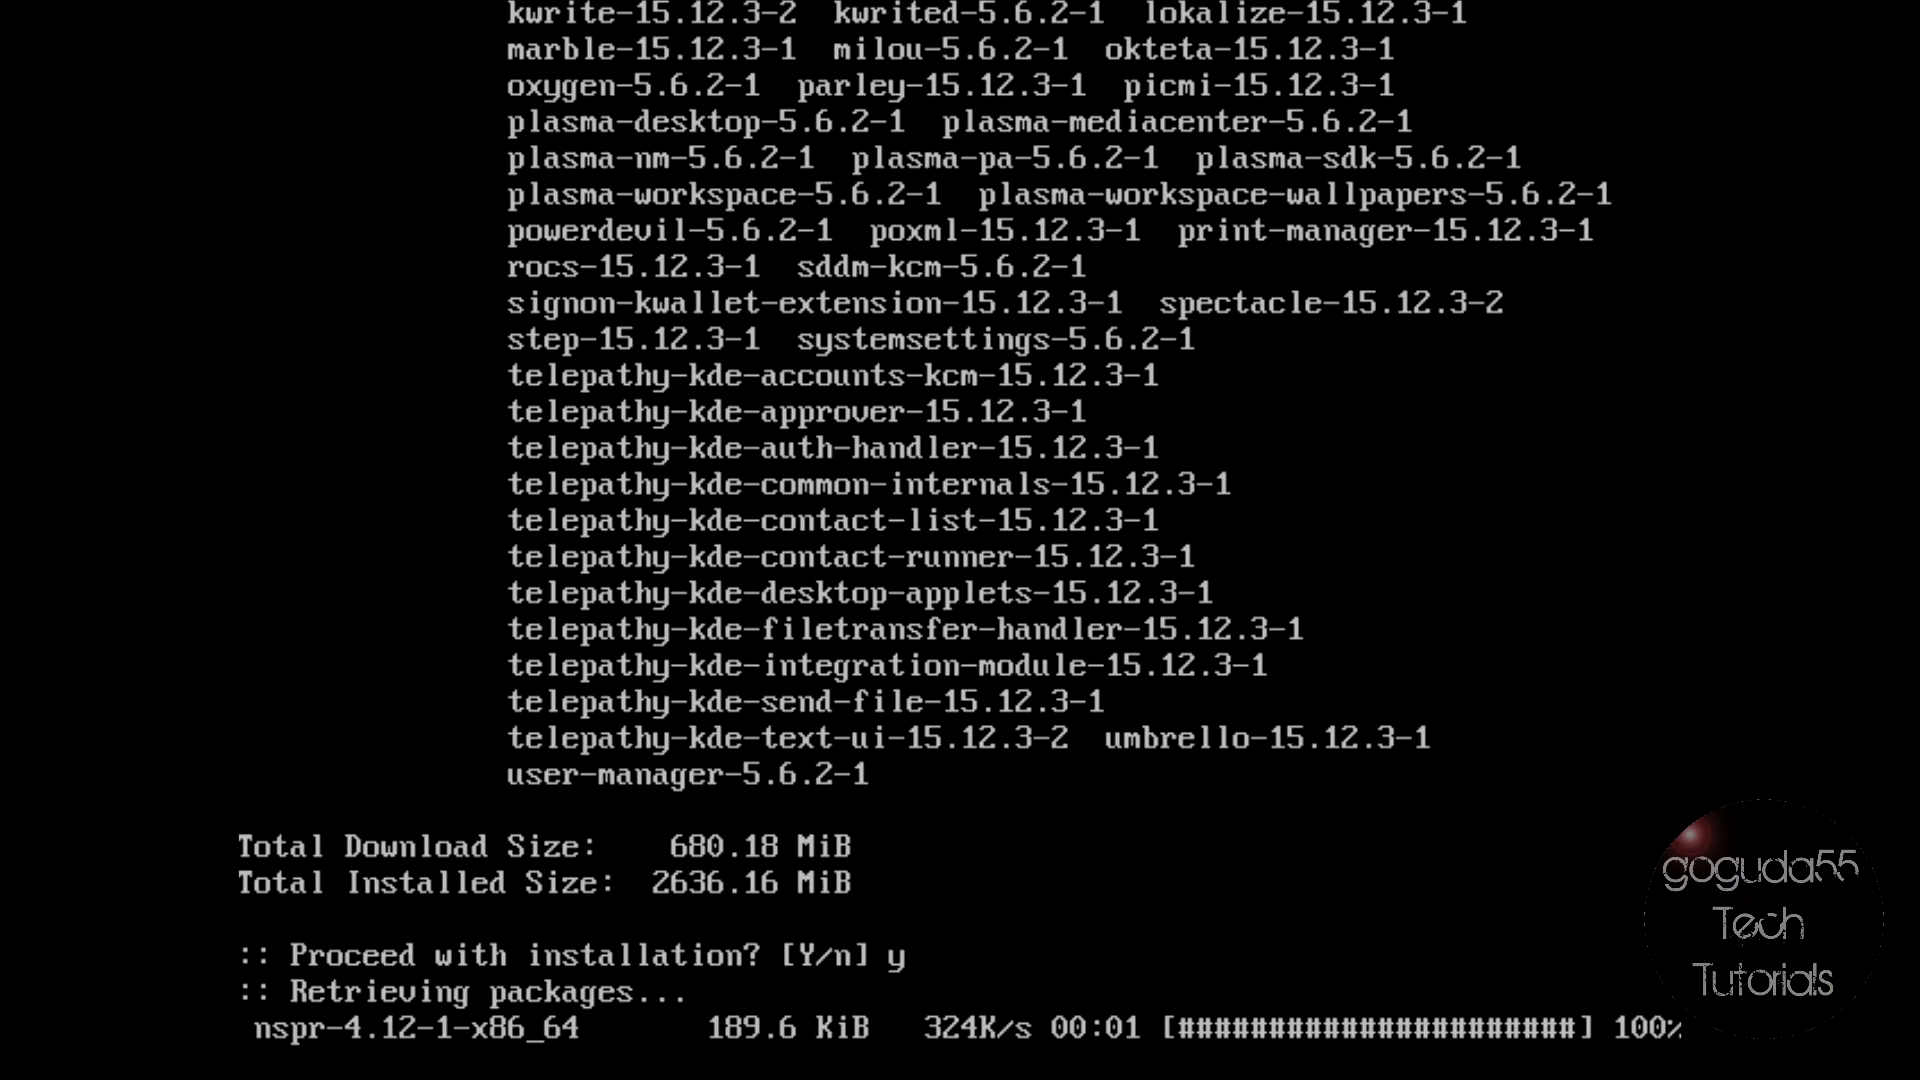 kwrite-15.12.3-2  kwrited-5.6.2-1  lokalize-15.12.3-1
marble-15.12.3-1  milou-5.6.2-1  okteta-15.12.3-1
oxygen-5.6.2-1  parley-15.12.3-1  picmi-15.12.3-1
plasma-desktop-5.6.2-1  plasma-mediacenter-5.6.2-1
plasma-nm-5.6.2-1  plasma-pa-5.6.2-1  plasma-sdk-5.6.2-1
plasma-workspace-5.6.2-1  plasma-workspace-wallpapers-5.6.2-1
powerdevil-5.6.2-1  poxml-15.12.3-1  print-manager-15.12.3-1
rocs-15.12.3-1  sddm-kcm-5.6.2-1
signon-kwallet-extension-15.12.3-1  spectacle-15.12.3-2
step-15.12.3-1  systemsettings-5.6.2-1
telepathy-kde-accounts-kcm-15.12.3-1
telepathy-kde-approver-15.12.3-1
telepathy-kde-auth-handler-15.12.3-1
telepathy-kde-common-internals-15.12.3-1
telepathy-kde-contact-list-15.12.3-1
telepathy-kde-contact-runner-15.12.3-1
telepathy-kde-desktop-applets-15.12.3-1
telepathy-kde-filetransfer-handler-15.12.3-1
telepathy-kde-integration-module-15.12.3-1
telepathy-kde-send-file-15.12.3-1
telepathy-kde-text-ui-15.12.3-2  umbrello-15.12.3-1
user-manager-5.6.2-1
Total Download Size:    680.18 MiB
Total Installed Size:  2636.16 MiB
:: Proceed with installation? [Y/n] y
:: Retrieving packages...
nspr-4.12-1-x86_64       189.6 KiB   324K/s 00:01 [######################] 100%
goguda55
Tech
Tutorials